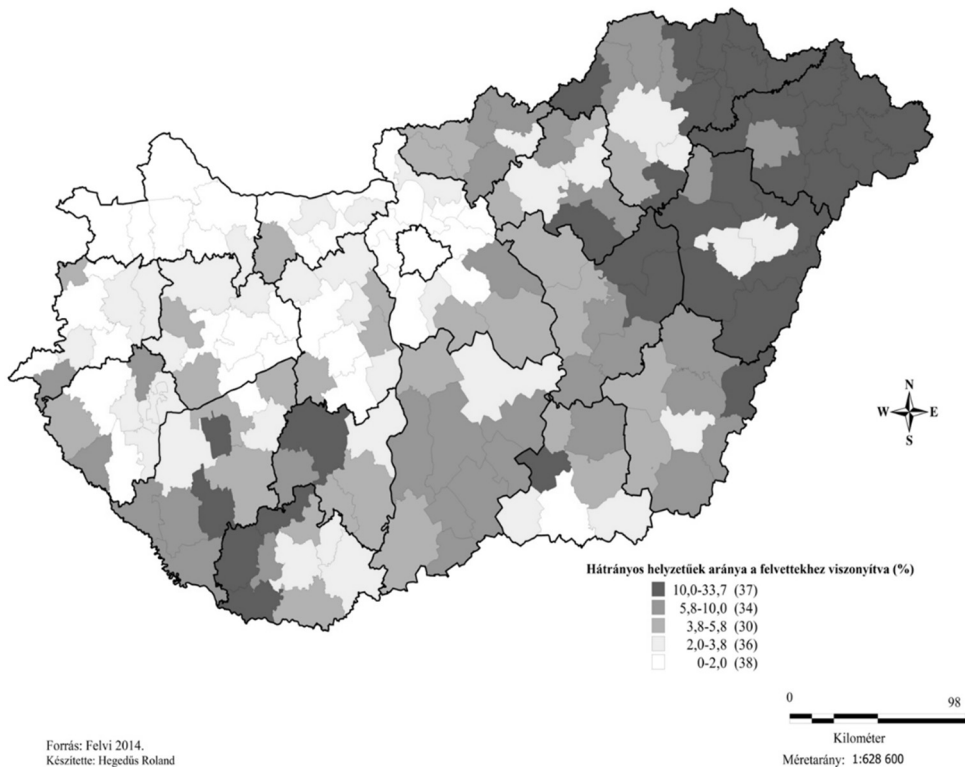 N
W E
S
Hátrányos helyzetűek aránya a felvettekhez viszonyítva (%)
10,0-33,7 (37)
5,8-10,0 (34)
3,8-5,8 (30)
2,0-3,8 (36)
0-2,0 (38)
0 98
Kilométer
Méretarány: 1:628 600
Forrás: Felvi 2014.
Készítette: Hegedűs Roland